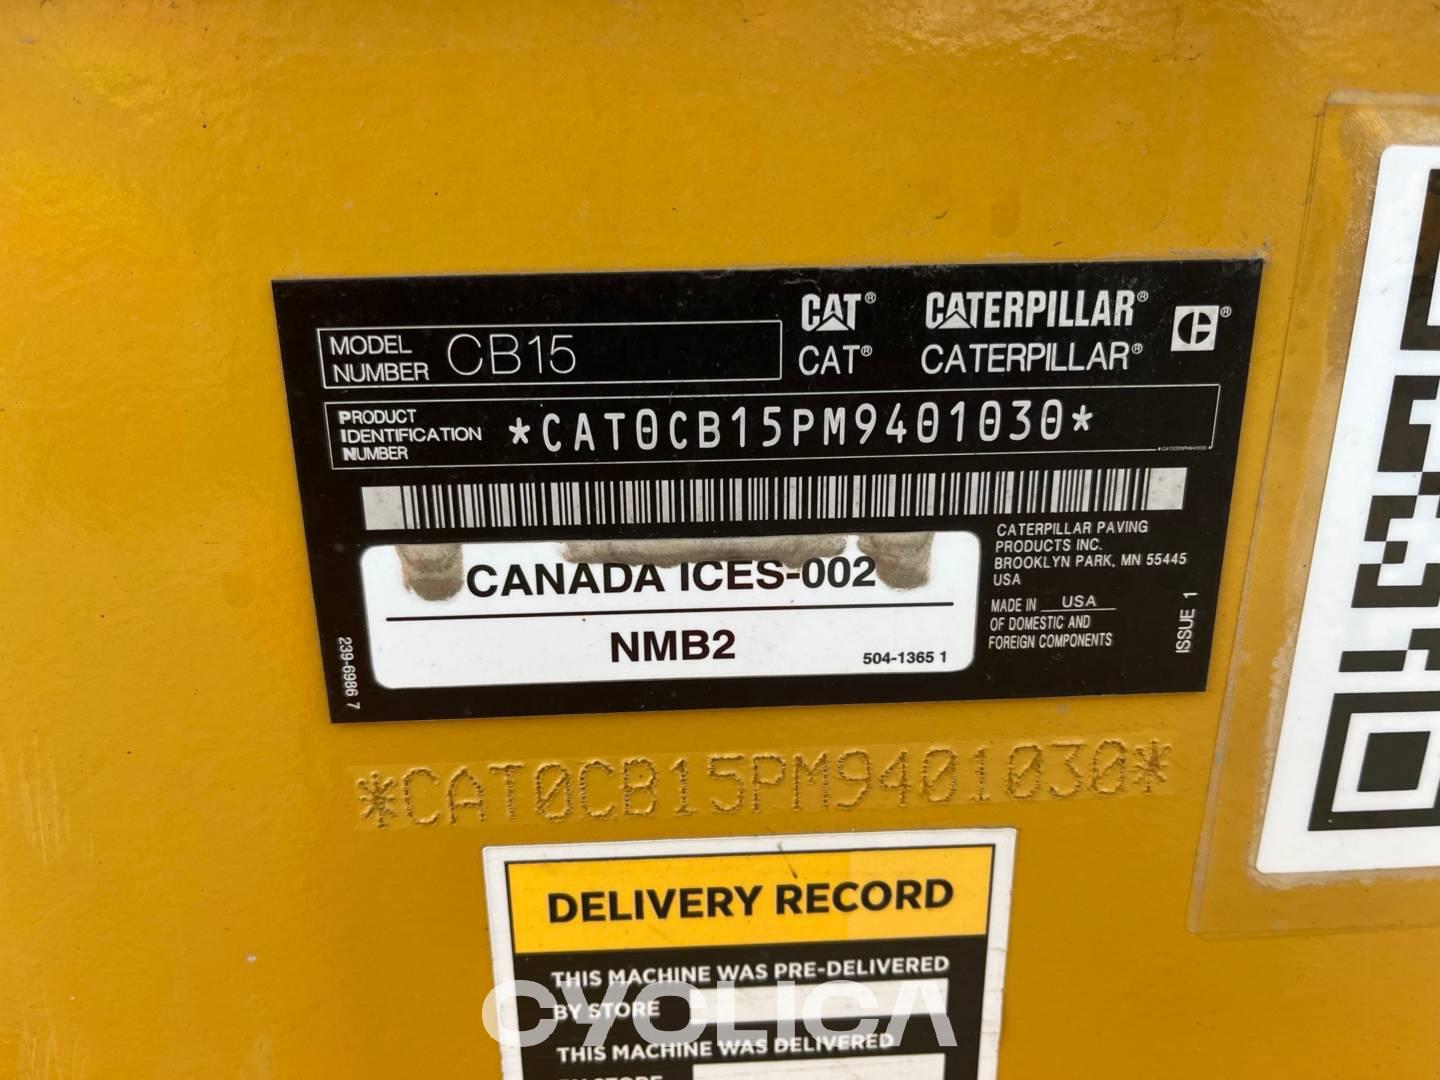 MODEL
NUMBER CB15
CAT® CATERPILLAR®
CAT® CATERPILLAR®
PRODUCT
IDENTIFICATION
NUMBER
*CAT0CB15PM9401030*
CANADA ICES-002
NMB2
504-1365 1
239-6986 7
CATERPILLAR PAVING
PRODUCTS INC.
BROOKLYN PARK, MN 55445
USA
MADE IN USA
OF DOMESTIC AND
FOREIGN COMPONENTS
ISSUE 1
*CAT0CB15PM9401030*
DELIVERY RECORD
THIS MACHINE WAS PRE-DELIVERED
BY STORE
CYCLICA
THIS MACHINE WAS DELIVERED